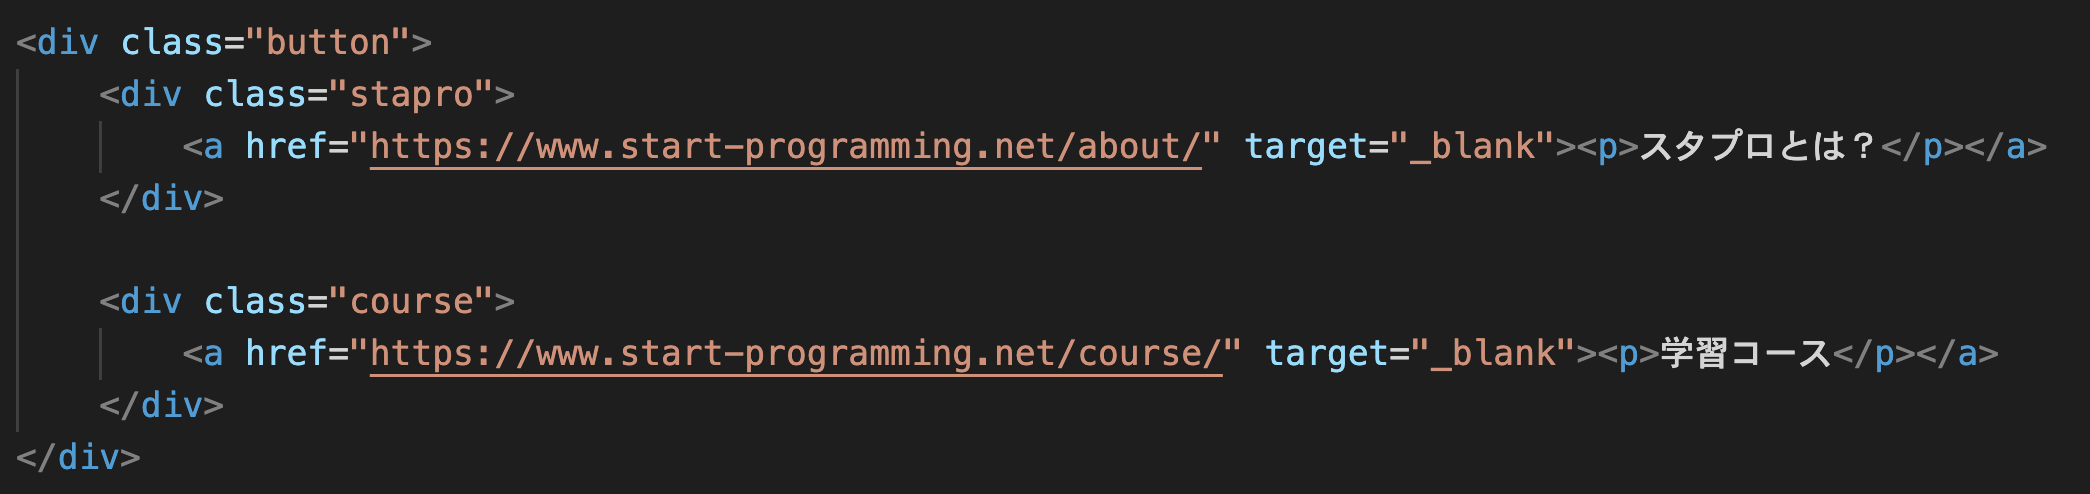 <div class="button">
<div class="stapro">
<a href="https://www.start-programming.net/about/" target="_blank"><p>スタプロとは？</p></a>
</div>
<div class="course">
<a href="https://www.start-programming.net/course/" target="_blank"><p>学習コース</p></a>
</div>
</div>